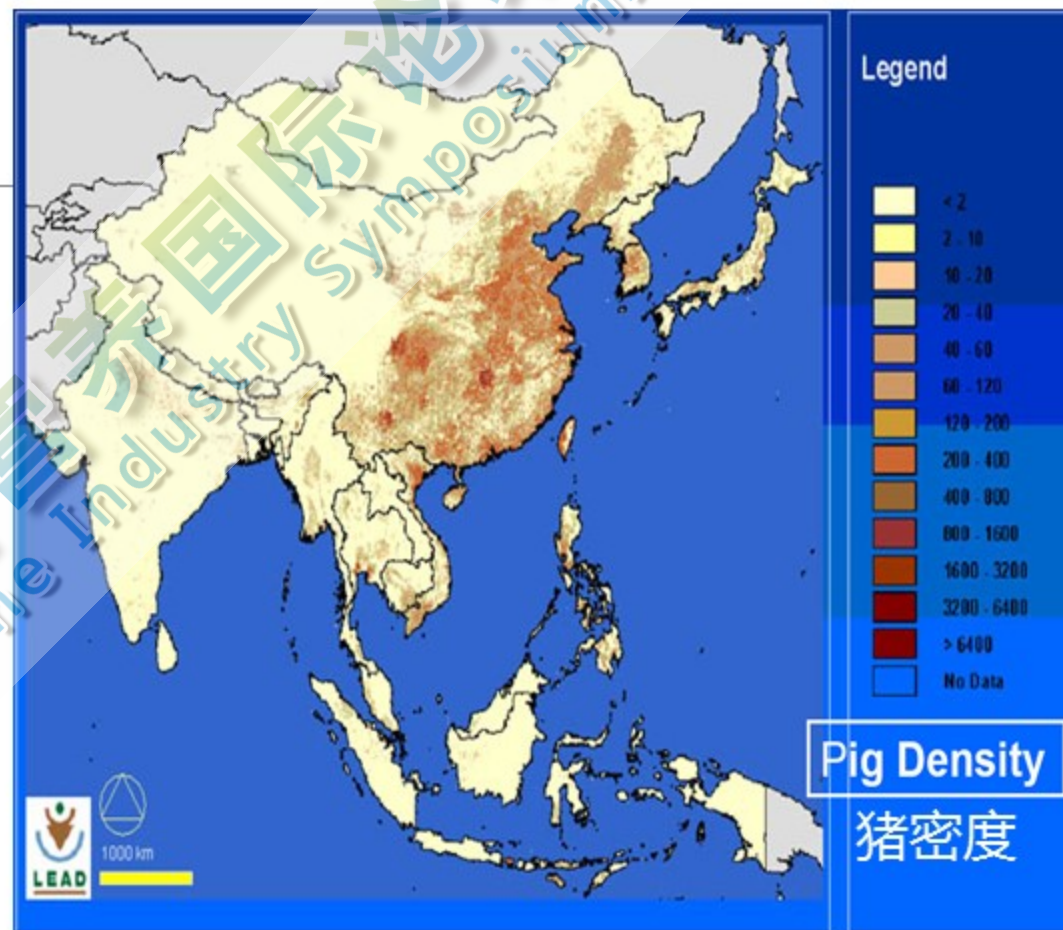 Legend
< 2
2 - 10
10 - 20
20 - 40
40 - 60
60 - 120
120 - 200
200 - 400
400 - 800
800 - 1600
1600 - 3200
3200 - 6400
> 6400
No Data
Pig Density
猪密度
1000 km
LEAD
国际论
Industry Symposium